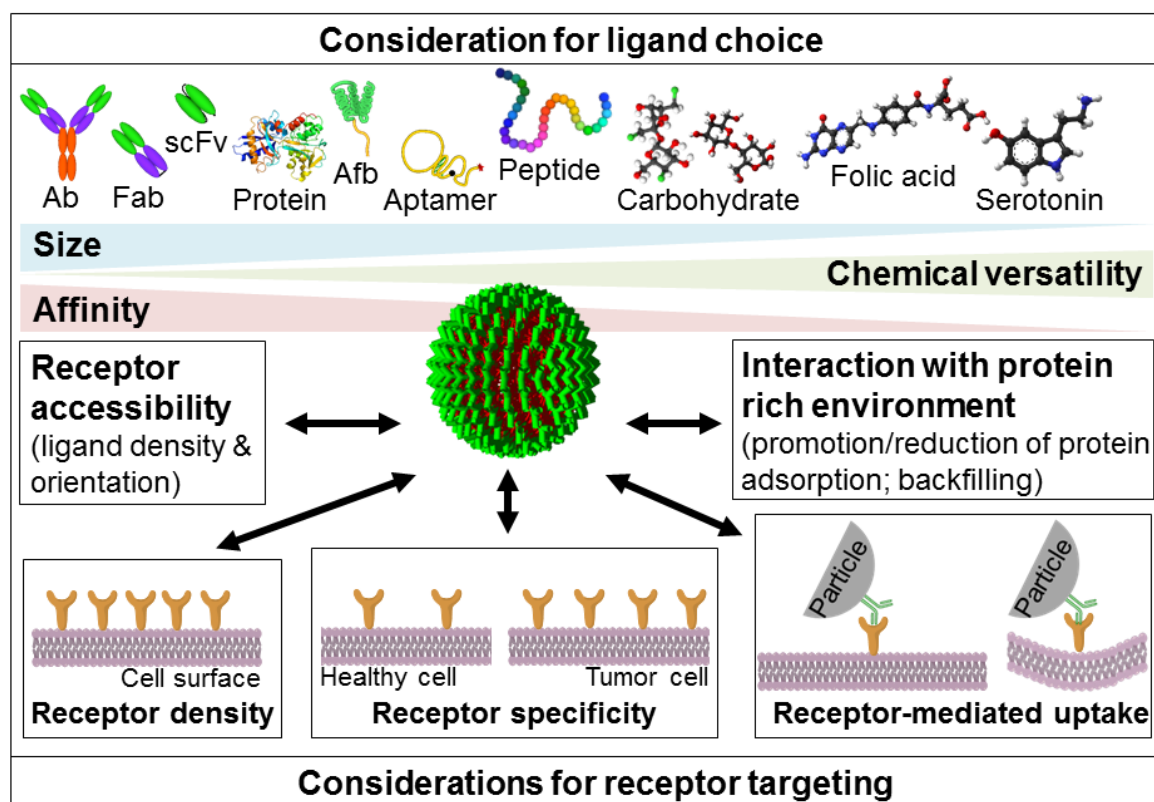 Consideration for ligand choice
Ab
Fab
scFv
Protein
Afb
Aptamer
Peptide
Carbohydrate
Folic acid
Serotonin
Size
Chemical versatility
Affinity
Receptor
accessibility
(ligand density &
orientation)
Interaction with protein
rich environment
(promotion/reduction of protein
adsorption; backfilling)
Cell surface
Receptor density
Healthy cell
Tumor cell
Receptor specificity
Particle
Particle
Receptor-mediated uptake
Considerations for receptor targeting